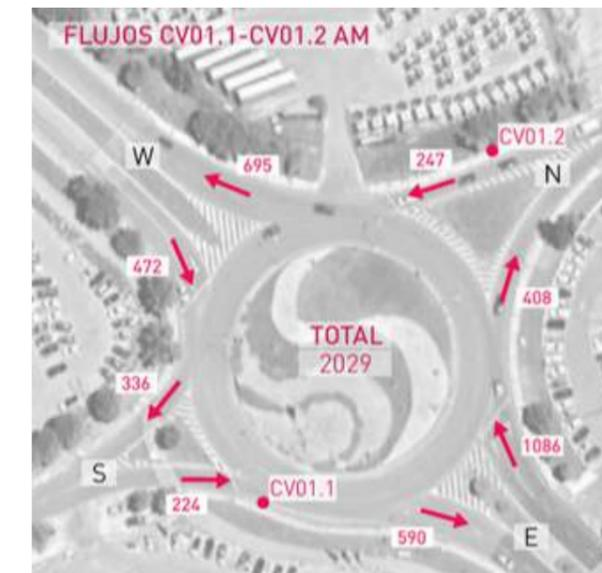 FLUJOS CV01.1-CV01.2 AM
CV01.2
W
695
247
N
472
408
TOTAL
2029
336
1086
S
CV01.1
224
590
E